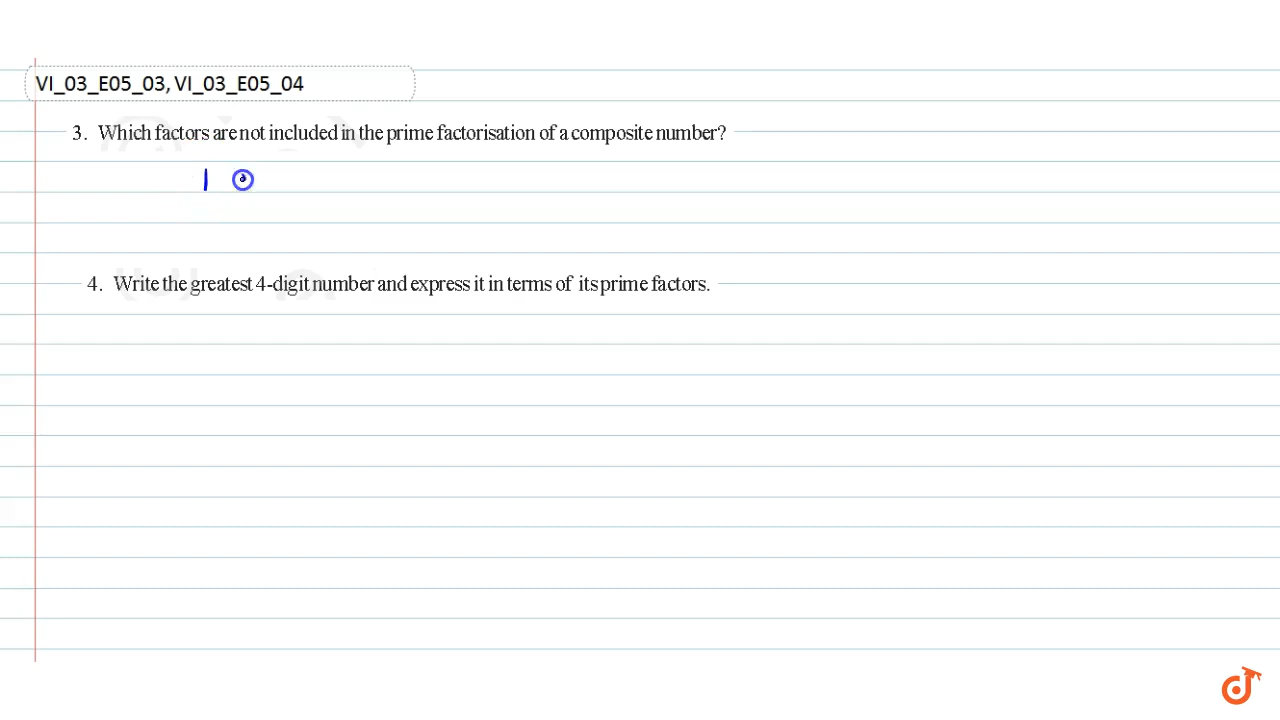 VI_03_E05_03, VI_03_E05_04
3. Which factors are not included in the prime factorisation of a composite number?
1
4. Write the greatest 4-digit number and express it in terms of its prime factors.